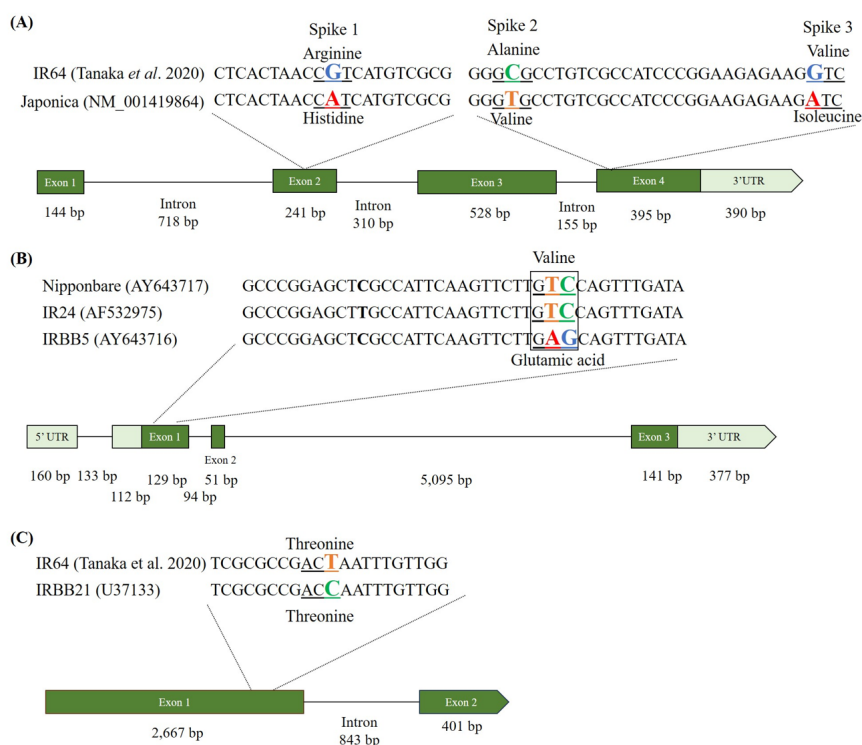 (A)
Spike 1 Spike 2 Spike 3
Arginine Alanine Valine
IR64 (Tanaka et al. 2020) CTCACTAACCGTCATGTCGCG GGGCGCCTGTCGCCATCCCGGAAGAGAAGGTC
Japonica (NM_001419864) CTCACTAACCATCATGTCGCG GGGTGCCTGTCGCCATCCCGGAAGAGAAGATC
Histidine Valine Isoleucine
Exon 1 Exon 2 Exon 3 Exon 4 3'UTR
144 bp Intron 718 bp 241 bp Intron 310 bp 528 bp Intron 155 bp 395 bp 390 bp
(B)
Valine
Nipponbare (AY643717) GCCCGGAGCTCGCCATTCAAGTTCTTGTCCAGTTTGATA
IR24 (AF532975) GCCCGGAGCTTGCCATTCAAGTTCTTGTCCAGTTTGATA
IRBB5 (AY643716) GCCCGGAGCTCGCCATTCAAGTTCTTGAGCAGTTTGATA
Glutamic acid
5' UTR Exon 1 Exon 3 3' UTR
Exon 2
160 bp 133 bp 129 bp 51 bp 5,095 bp 141 bp 377 bp
112 bp 94 bp
(C)
Threonine
IR64 (Tanaka et al. 2020) TCGCGCCGACTAATTTGTTGG
IRBB21 (U37133) TCGCGCCGACCAATTTGTTGG
Threonine
Exon 1 Exon 2
2,667 bp Intron 843 bp 401 bp